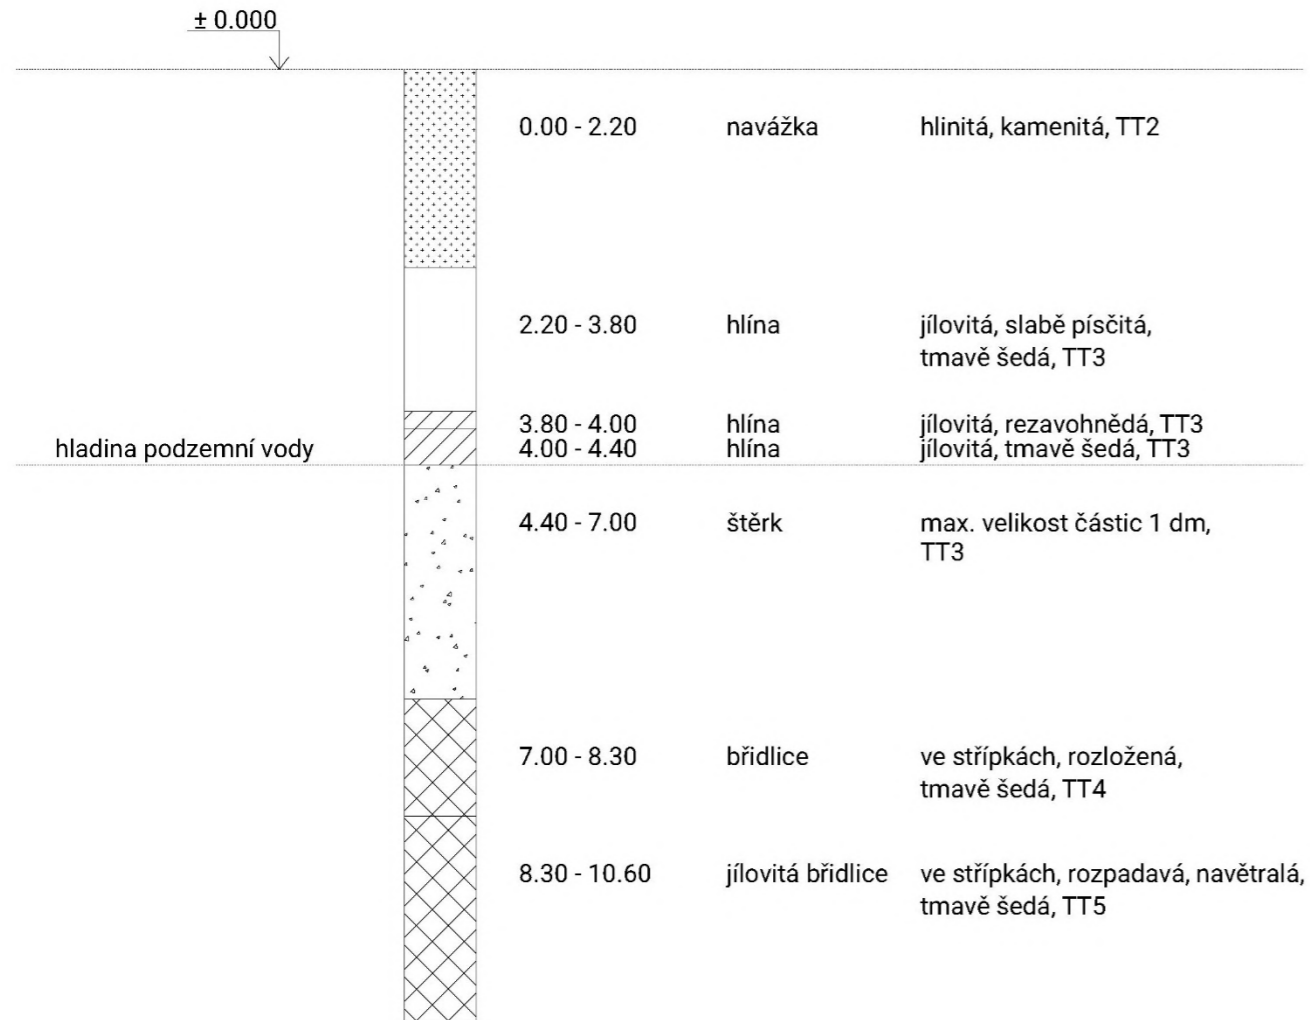 ± 0.000
0.00 - 2.20 navážka hlinitá, kamenitá, TT2
2.20 - 3.80 hlína jílovitá, slabě písčitá,
tmavě šedá, TT3
3.80 - 4.00 hlína jílovitá, rezavohnědá, TT3
hladina podzemní vody 4.00 - 4.40 hlína jílovitá, tmavě šedá, TT3
4.40 - 7.00 štěrk max. velikost částic 1 dm,
TT3
7.00 - 8.30 břidlice ve střípkách, rozložená,
tmavě šedá, TT4
8.30 - 10.60 jílovitá břidlice ve střípkách, rozpadavá, navětralá,
tmavě šedá, TT5